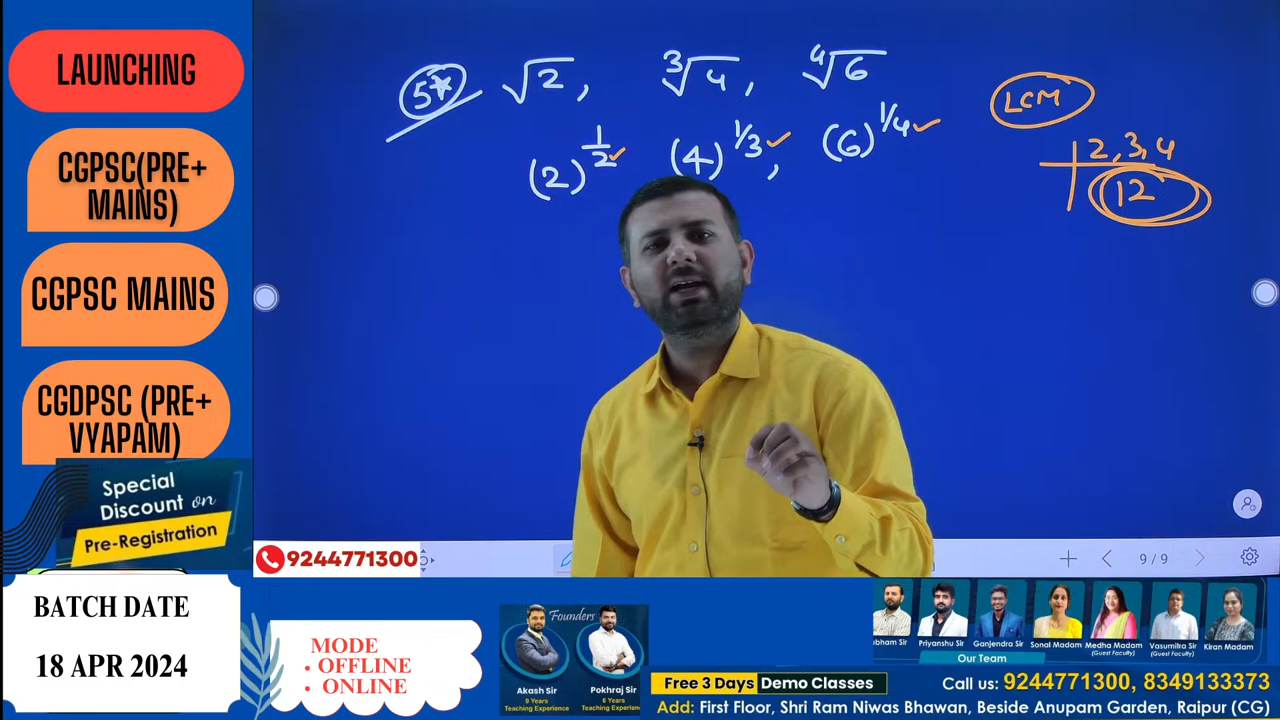 LAUNCHING
CGPSC(PRE+
MAINS)
CGPSC MAINS
CGDPSC (PRE+
VYAPAM)
Special
Discount on
Pre-Registration
BATCH DATE
18 APR 2024
5* √2, ∛4, ∜6
(2)^1/2 (4)^1/3, (6)^1/4
LCM
2,3,4
12
9244771300
9/9
MODE
• OFFLINE
• ONLINE
Founders
Akash Sir
9 Years
Teaching Experience
Pokhraj Sir
6 Years
Teaching Experience
ubham Sir
Priyanshu Sir
Ganjendra Sir
Sonal Madam
Medha Madam
(Guest Faculty)
Vasumitra Sir
(Guest Faculty)
Kiran Madam
Our Team
Free 3 Days Demo Classes
Call us: 9244771300, 8349133373
Add: First Floor, Shri Ram Niwas Bhawan, Beside Anupam Garden, Raipur (CG)